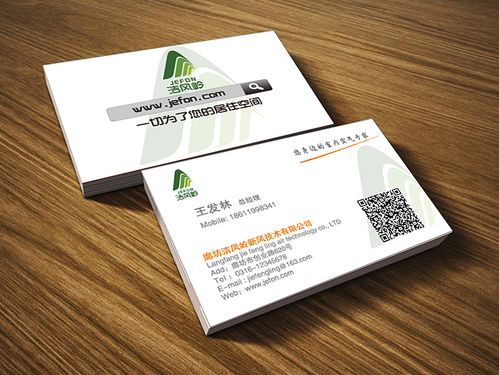 JEFON
洁风岭
www.jefon.com
一切为了您的居住空间
您身边的室内空气专家
JEFON
洁风岭
王发林 总经理
Mobile: 18611998341
廊坊洁风岭新风技术有限公司
Langfang jie feng ling air technology co., LTD
Add: 廊坊市创业路620号
Tel : 0316-12345678
E-mail : jiefengling@163.com
Web: www.jefon.com